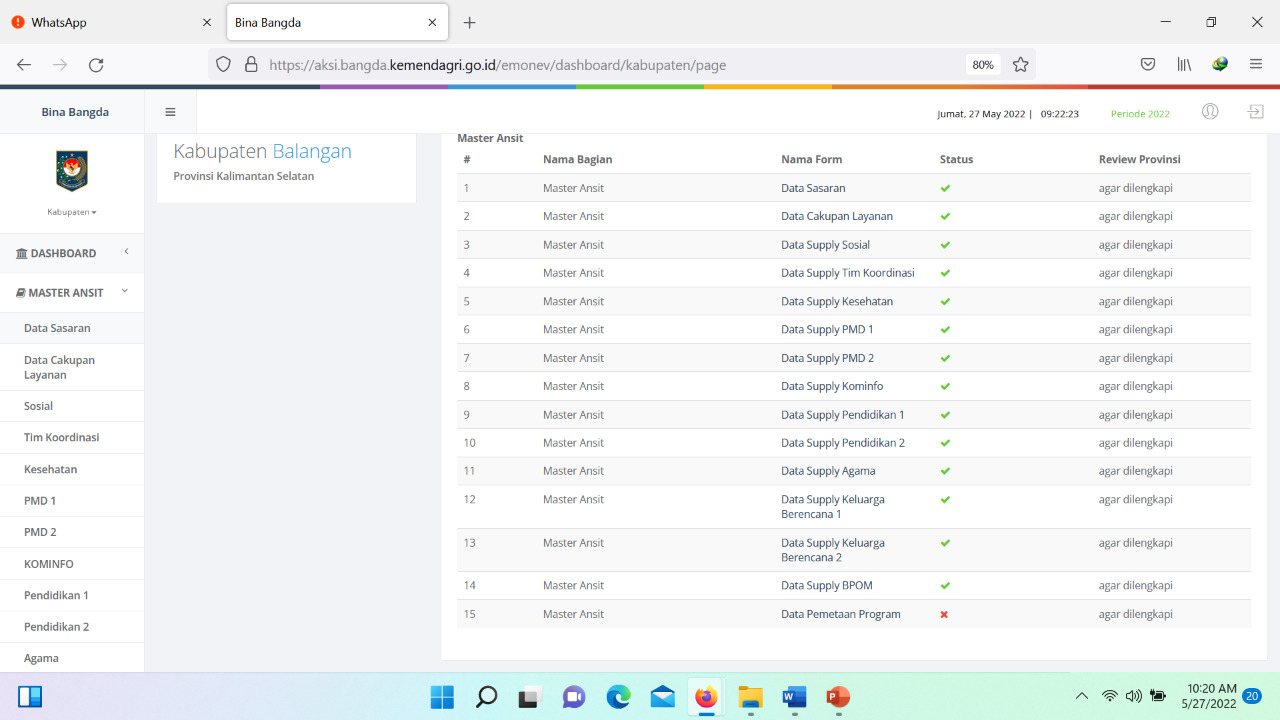 WhatsApp
Bina Bangda
https://aksi.bangda.kemendagri.go.id/emonev/dashboard/kabupaten/page
80%
Bina Bangda
Jumat, 27 May 2022 | 09:22:23
Periode 2022
Kabupaten
DASHBOARD
MASTER ANSIT
Data Sasaran
Data Cakupan
Layanan
Sosial
Tim Koordinasi
Kesehatan
PMD 1
PMD 2
KOMINFO
Pendidikan 1
Pendidikan 2
Agama
Kabupaten Balangan
Provinsi Kalimantan Selatan
Master Ansit
# Nama Bagian Nama Form Status Review Provinsi
1 Master Ansit Data Sasaran agar dilengkapi
2 Master Ansit Data Cakupan Layanan agar dilengkapi
3 Master Ansit Data Supply Sosial agar dilengkapi
4 Master Ansit Data Supply Tim Koordinasi agar dilengkapi
5 Master Ansit Data Supply Kesehatan agar dilengkapi
6 Master Ansit Data Supply PMD 1 agar dilengkapi
7 Master Ansit Data Supply PMD 2 agar dilengkapi
8 Master Ansit Data Supply Kominfo agar dilengkapi
9 Master Ansit Data Supply Pendidikan 1 agar dilengkapi
10 Master Ansit Data Supply Pendidikan 2 agar dilengkapi
11 Master Ansit Data Supply Agama agar dilengkapi
12 Master Ansit Data Supply Keluarga agar dilengkapi
Berencana 1
13 Master Ansit Data Supply Keluarga agar dilengkapi
Berencana 2
14 Master Ansit Data Supply BPOM agar dilengkapi
15 Master Ansit Data Pemetaan Program agar dilengkapi
10:20 AM
5/27/2022
20